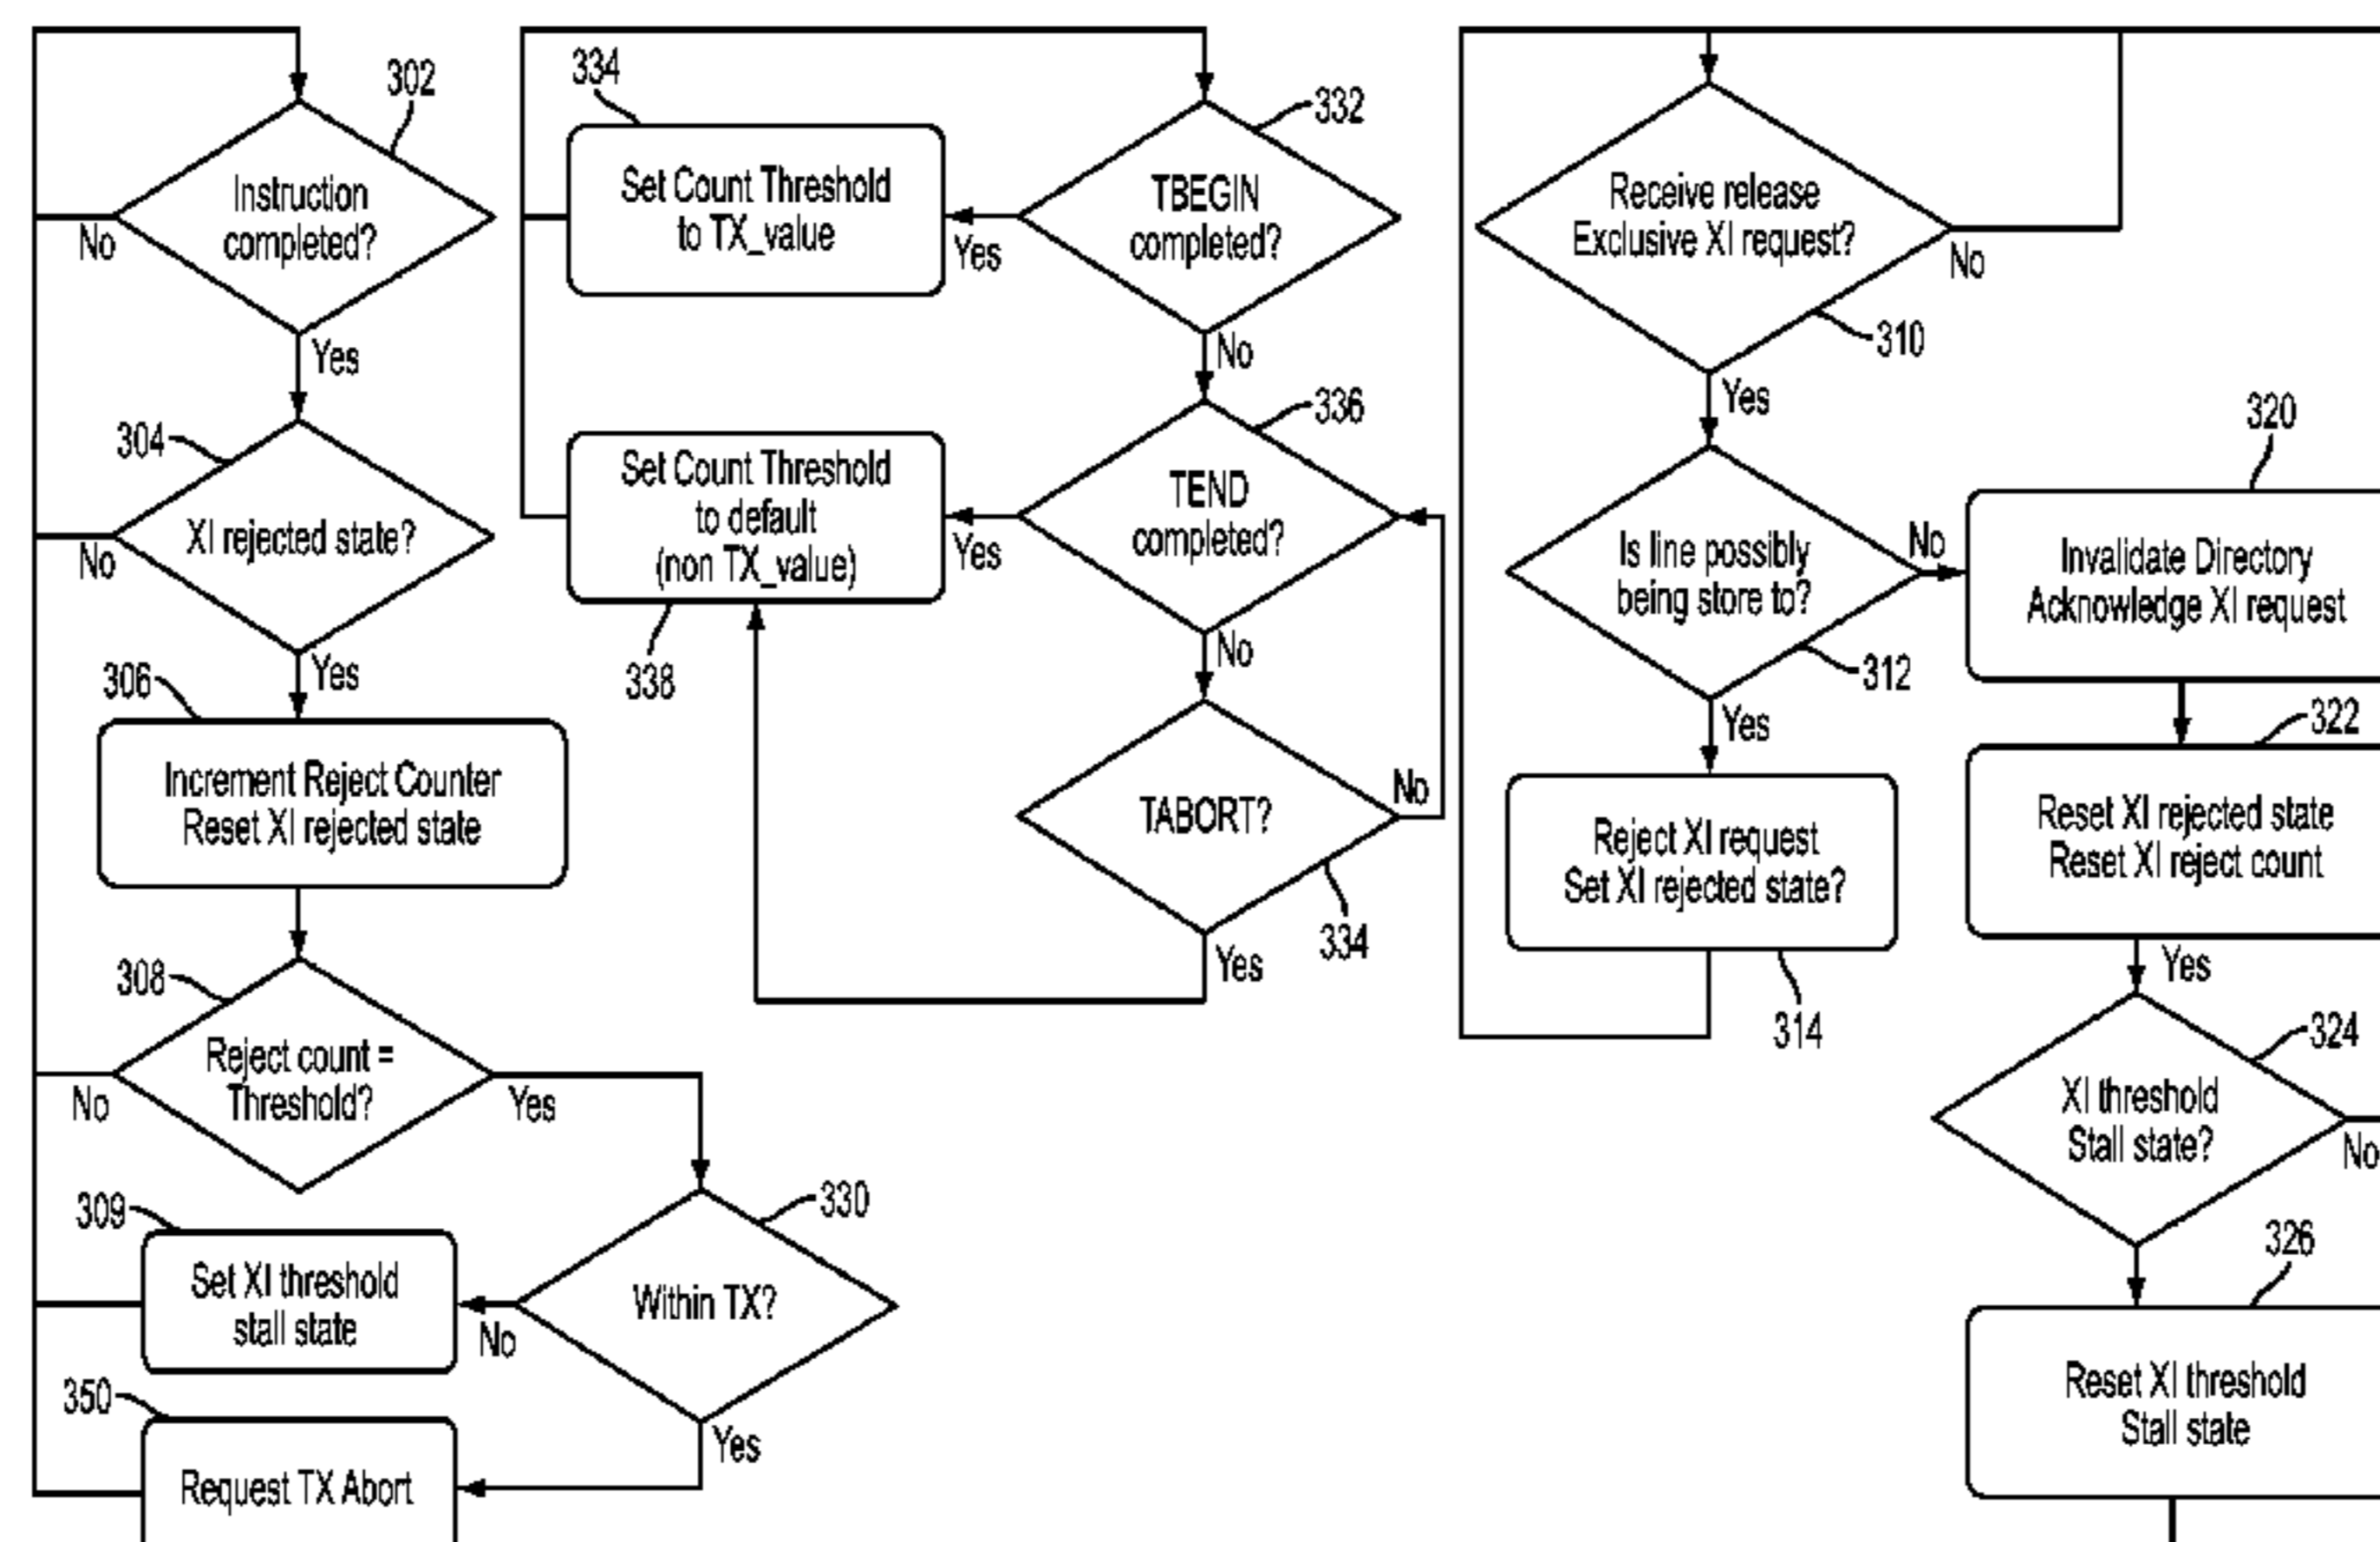 302
Instruction
completed?
No
Yes
304
XI rejected state?
No
Yes
306
Increment Reject Counter
Reset XI rejected state
308
Reject count =
Threshold?
No
Yes
309
Set XI threshold
stall state
330
Within TX?
No
Yes
350
Request TX Abort
334
Set Count Threshold
to TX_value
332
TBEGIN
completed?
Yes
No
336
Set Count Threshold
to default
(non TX_value)
338
TEND
completed?
Yes
No
TABORT?
No
334
Yes
Receive release
Exclusive XI request?
No
310
Yes
Is line possibly
being store to?
No
312
Yes
Reject XI request
Set XI rejected state?
314
320
Invalidate Directory
Acknowledge XI request
322
Reset XI rejected state
Reset XI reject count
Yes
324
XI threshold
Stall state?
No
326
Reset XI threshold
Stall state